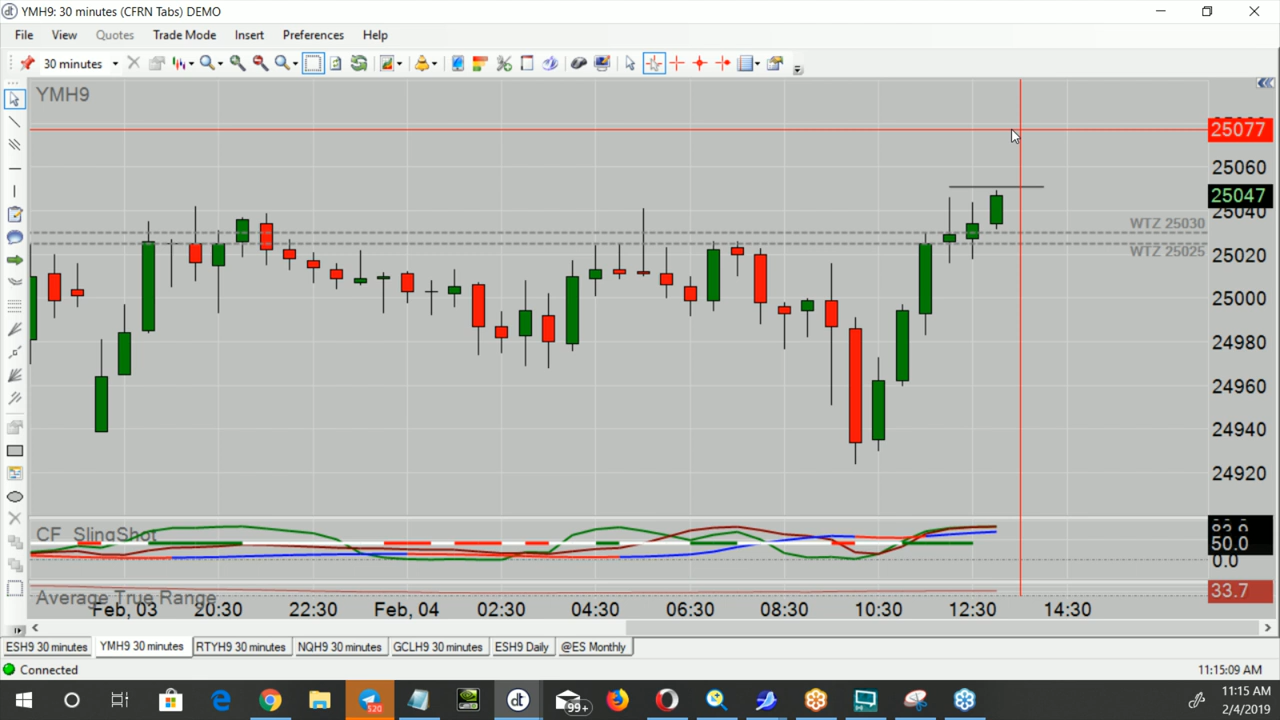 YMH9: 30 minutes (CFRN Tabs) DEMO
File View Quotes Trade Mode Insert Preferences Help
30 minutes
YMH9
25077
25060
25047
25040
WTZ 25030
WTZ 25025
25020
25000
24980
24960
24940
24920
CF_SlingShot
50.0
0.0
Average True Range
33.7
Feb, 03 20:30 22:30 Feb, 04 02:30 04:30 06:30 08:30 10:30 12:30 14:30
ESH9 30 minutes YMH9 30 minutes RTYH9 30 minutes NQH9 30 minutes GCLH9 30 minutes ESH9 Daily @ES Monthly
Connected 11:15:09 AM
dt 520 99+ 11:15 AM
2/4/2019